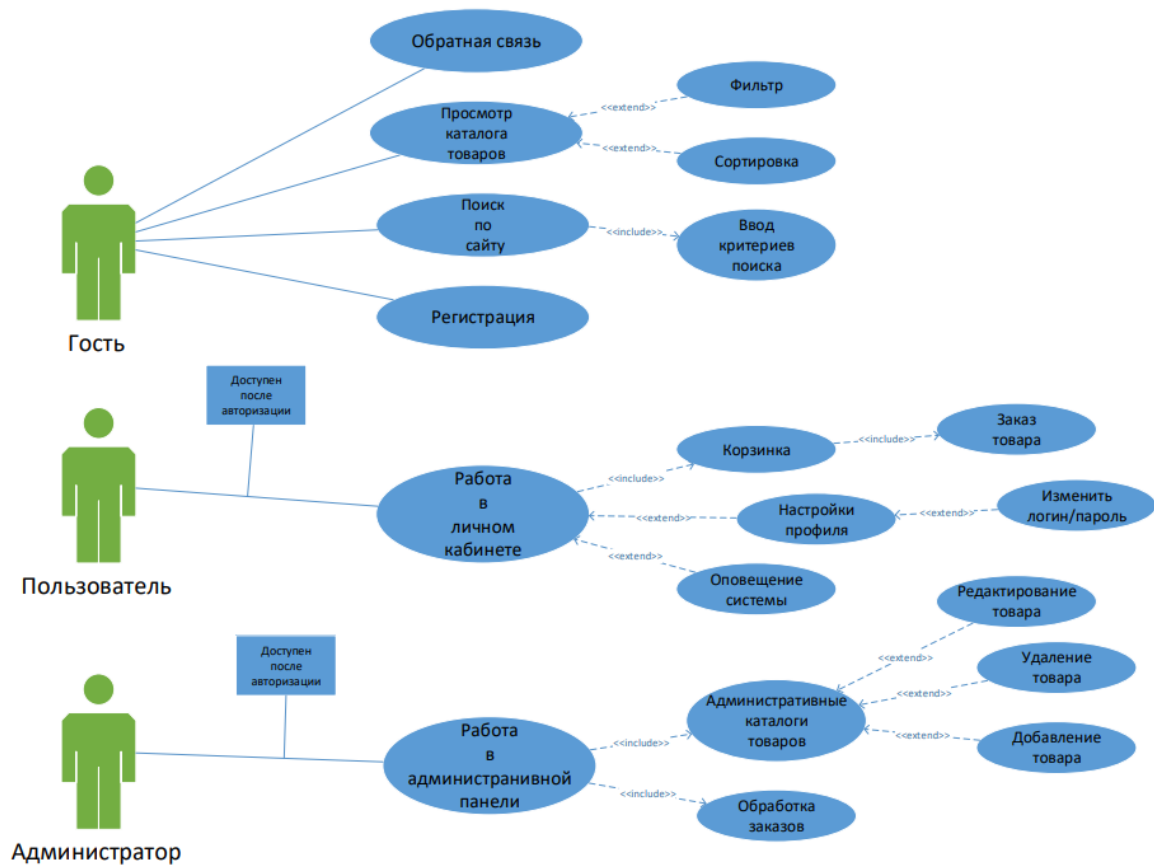 Обратная связь
Фильтр
<<extend>>
Просмотр
каталога
товаров
<<extend>>
Сортировка
Поиск
по
сайту
<<include>>
Ввод
критериев
поиска
Регистрация
Гость
Доступен
после
авторизации
Заказ
товара
<<include>>
Корзинка
<<include>>
Работа
в
личном
кабинете
<<extend>>
Настройки
профиля
<<extend>>
Изменить
логин/пароль
<<extend>>
Оповещение
системы
Пользователь
Редактирование
товара
Доступен
после
авторизации
<<extend>>
Удаление
товара
<<extend>>
Административные
каталоги
товаров
<<extend>>
Добавление
товара
Работа
в
администранивной
панели
<<include>>
<<include>>
Обработка
заказов
Администратор